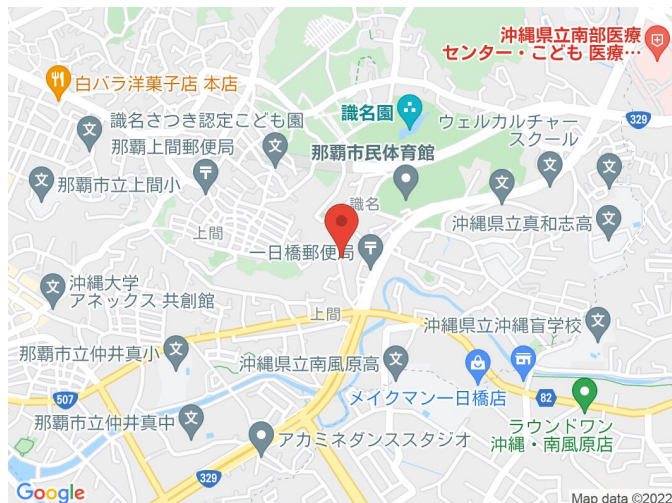 沖縄県立南部医療
センター・こども 医療…
白バラ洋菓子店 本店
識名園
329
識名さつき認定こども園
ウェルカルチャー
スクール
那覇上間郵便局
那覇市民体育館
那覇市立上間小
識名
沖縄県立真和志高
上間
一日橋郵便局
沖縄大学
アネックス 共創館
上間
沖縄県立沖縄盲学校
那覇市立仲井真小
沖縄県立南風原高
507
メイクマン一日橋店
82
那覇市立仲井真中
ラウンドワン
沖縄・南風原店
アカミネダンススタジオ
329
Google
Map data ©2022